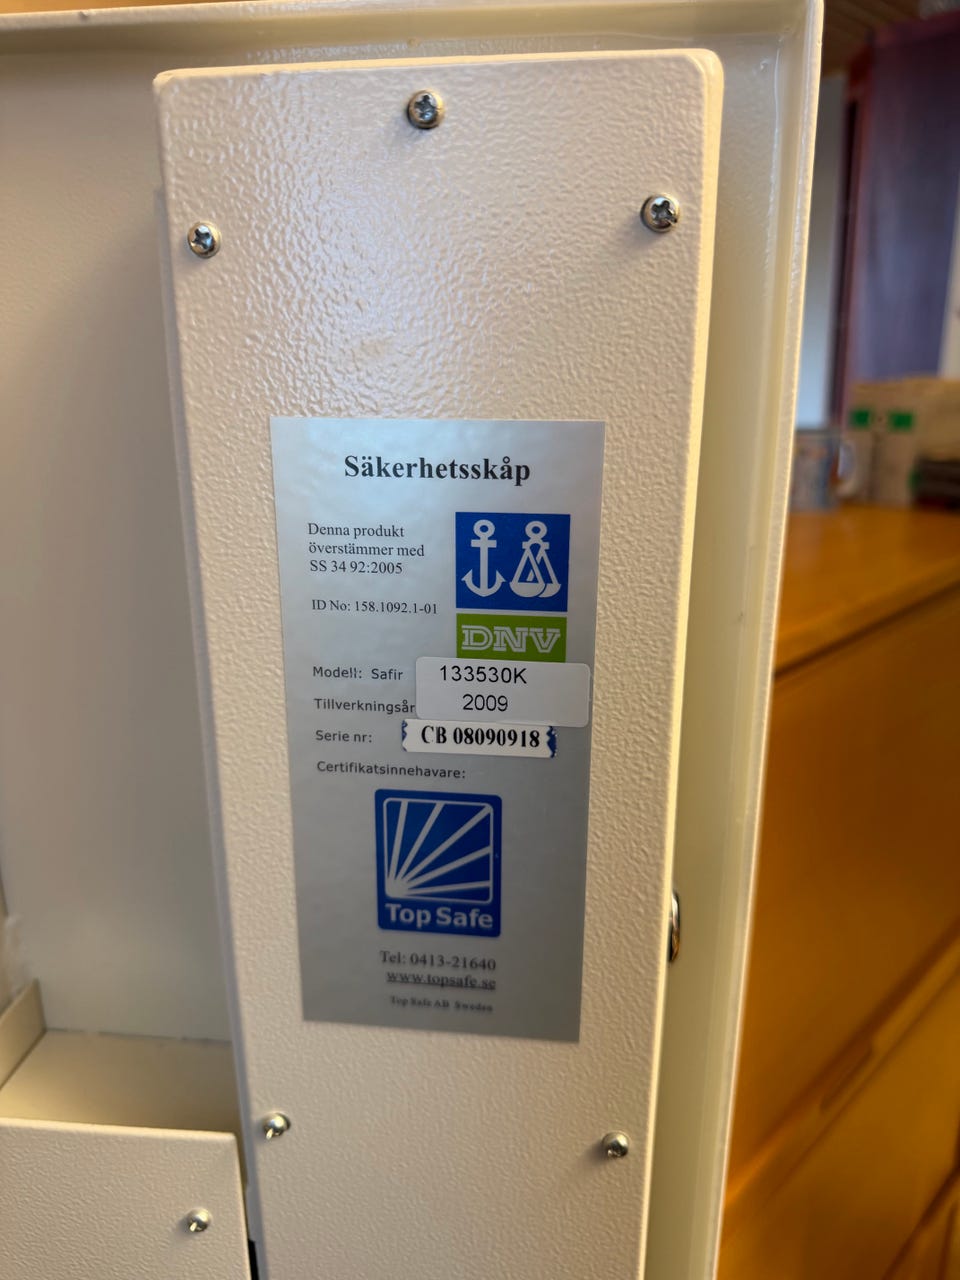 Säkerhetsskåp
Denna produkt
överstämmer med
SS 34 92:2005
ID No: 158.1092.1-01
DNV
Modell: Safir 133530K
Tillverkningsår 2009
Serie nr: CB 08090918
Certifikatsinnehavare:
Top Safe
Tel: 0413-21640
www.topsafe.se
Top Safe AB Sweden